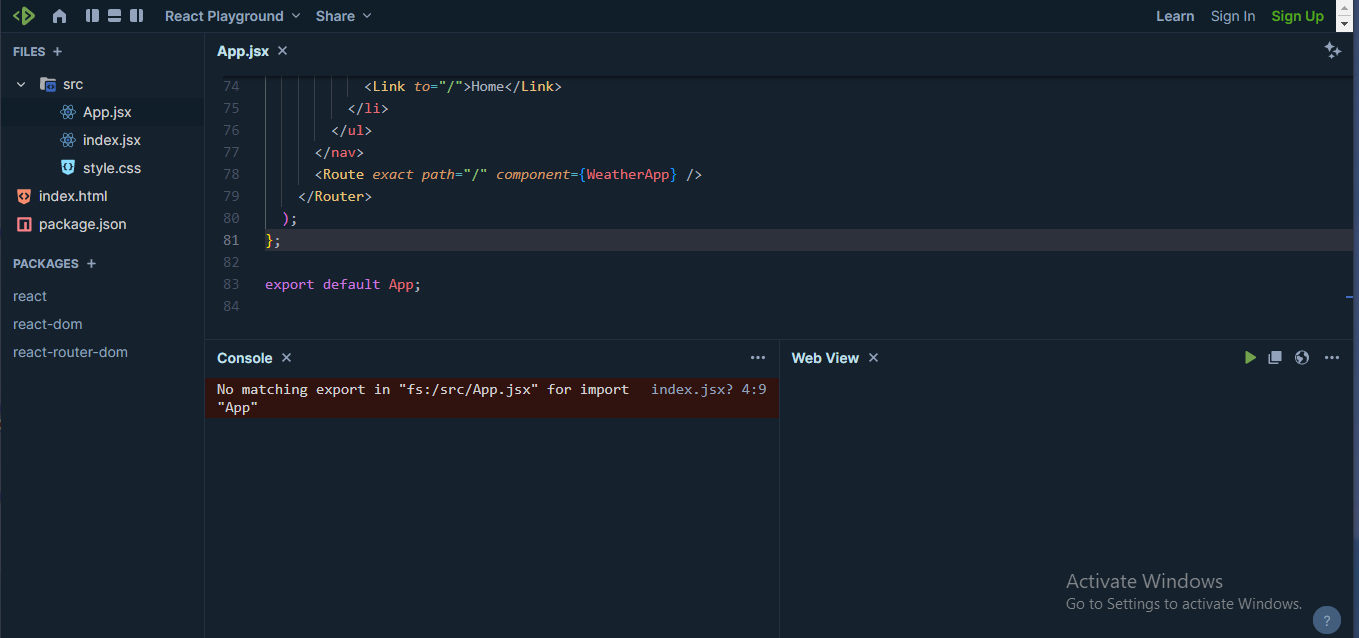 React Playground Share Learn Sign In Sign Up
FILES +
src
App.jsx
index.jsx
style.css
index.html
package.json
PACKAGES +
react
react-dom
react-router-dom
App.jsx ×
74 <Link to="/">Home</Link>
75 </li>
76 </ul>
77 </nav>
78 <Route exact path="/" component={WeatherApp} />
79 </Router>
80 );
81 };
82
83 export default App;
84
Console ×
No matching export in "fs:/src/App.jsx" for import index.jsx? 4:9
"App"
Web View ×
Activate Windows
Go to Settings to activate Windows.
?